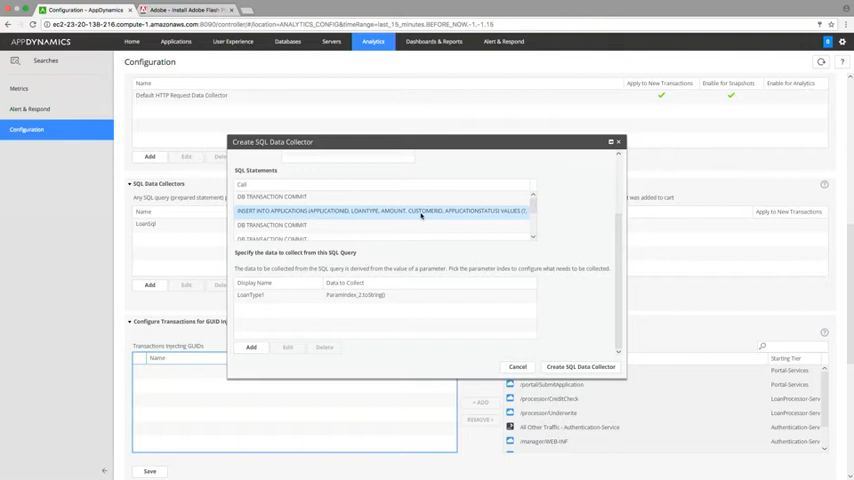 Configuration - AppDynamics
Adobe - Install Adobe Flash P
ec2-23-20-138-216.compute-1.amazonaws.com:8090/controller/#/location=ANALYTICS_CONFIG&timeRange=last_15_minutes.BEFORE_NOW.-1.-1.15
APPDYNAMICS
Home
Applications
User Experience
Databases
Servers
Analytics
Dashboards & Reports
Alert & Respond
0
?
Searches
Metrics
Alert & Respond
Configuration
Configuration
?
Name
Apply to New Transactions
Enable for Snapshots
Enable for Analytics
Default HTTP Request Data Collector
Add
Edit
SQL Data Collectors
Any SQL query (prepared statement)
was added to cart
Name
Apply to New Transactions
LoanSql
Add
Edit
Configure Transactions for GUID In
Transactions Injecting GUIDs
Name
+ ADD
REMOVE -
Starting Tier
Portal-Services
/portal/SubmitApplication
Portal-Services
/processor/CreditCheck
LoanProcessor-Serv
/processor/Underwrite
LoanProcessor-Serv
All Other Traffic - Authentication-Service
Authentication-Servi
/manager/WEB-INF
Authentication-Servi
Save
Create SQL Data Collector
SQL Statements
Call
DB TRANSACTION COMMIT
INSERT INTO APPLICATIONS (APPLICATIONID, LOANTYPE, AMOUNT, CUSTOMERID, APPLICATIONSTATUS) VALUES (?,
DB TRANSACTION COMMIT
DB TRANSACTION COMMIT
Specify the data to collect from this SQL Query
The data to be collected from the SQL query is derived from the value of a parameter. Pick the parameter index to configure what needs to be collected.
Display Name
Data to Collect
LoanType1
ParamIndex_2.toString()
Add
Edit
Delete
Cancel
Create SQL Data Collector